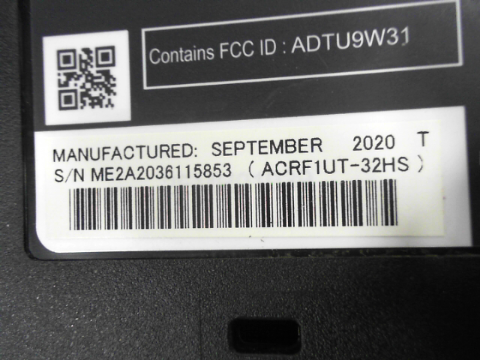 Contains FCC ID : ADTU9W31
MANUFACTURED: SEPTEMBER 2020 T
S/N ME2A2036115853 ( ACRF1UT-32HS )